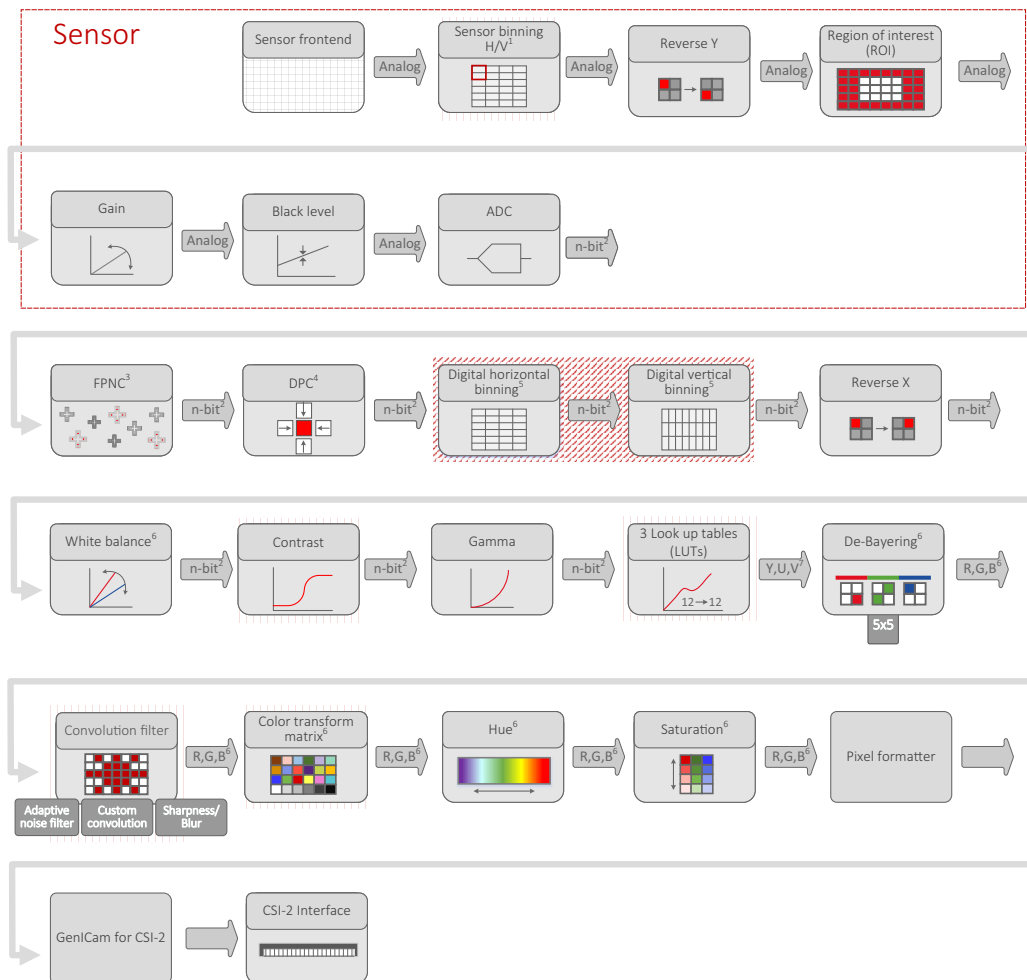 Sensor
Sensor frontend
Analog
Sensor binning
H/V¹
Analog
Reverse Y
Analog
Region of interest
(ROI)
Analog
Gain
Analog
Black level
Analog
ADC
n-bit²
FPNC³
n-bit²
DPC⁴
n-bit²
Digital horizontal
binning⁵
n-bit²
Digital vertical
binning⁵
n-bit²
Reverse X
n-bit²
White balance⁶
n-bit²
Contrast
n-bit²
Gamma
n-bit²
3 Look up tables
(LUTs)
12→12
Y,U,V⁷
De-Bayering⁶
5x5
R,G,B⁶
Convolution filter
Adaptive
noise filter
Custom
convolution
Sharpness/
Blur
R,G,B⁶
Color transform
matrix⁶
R,G,B⁶
Hue⁶
R,G,B⁶
Saturation⁶
R,G,B⁶
Pixel formatter
GenICam for CSI-2
CSI-2 Interface